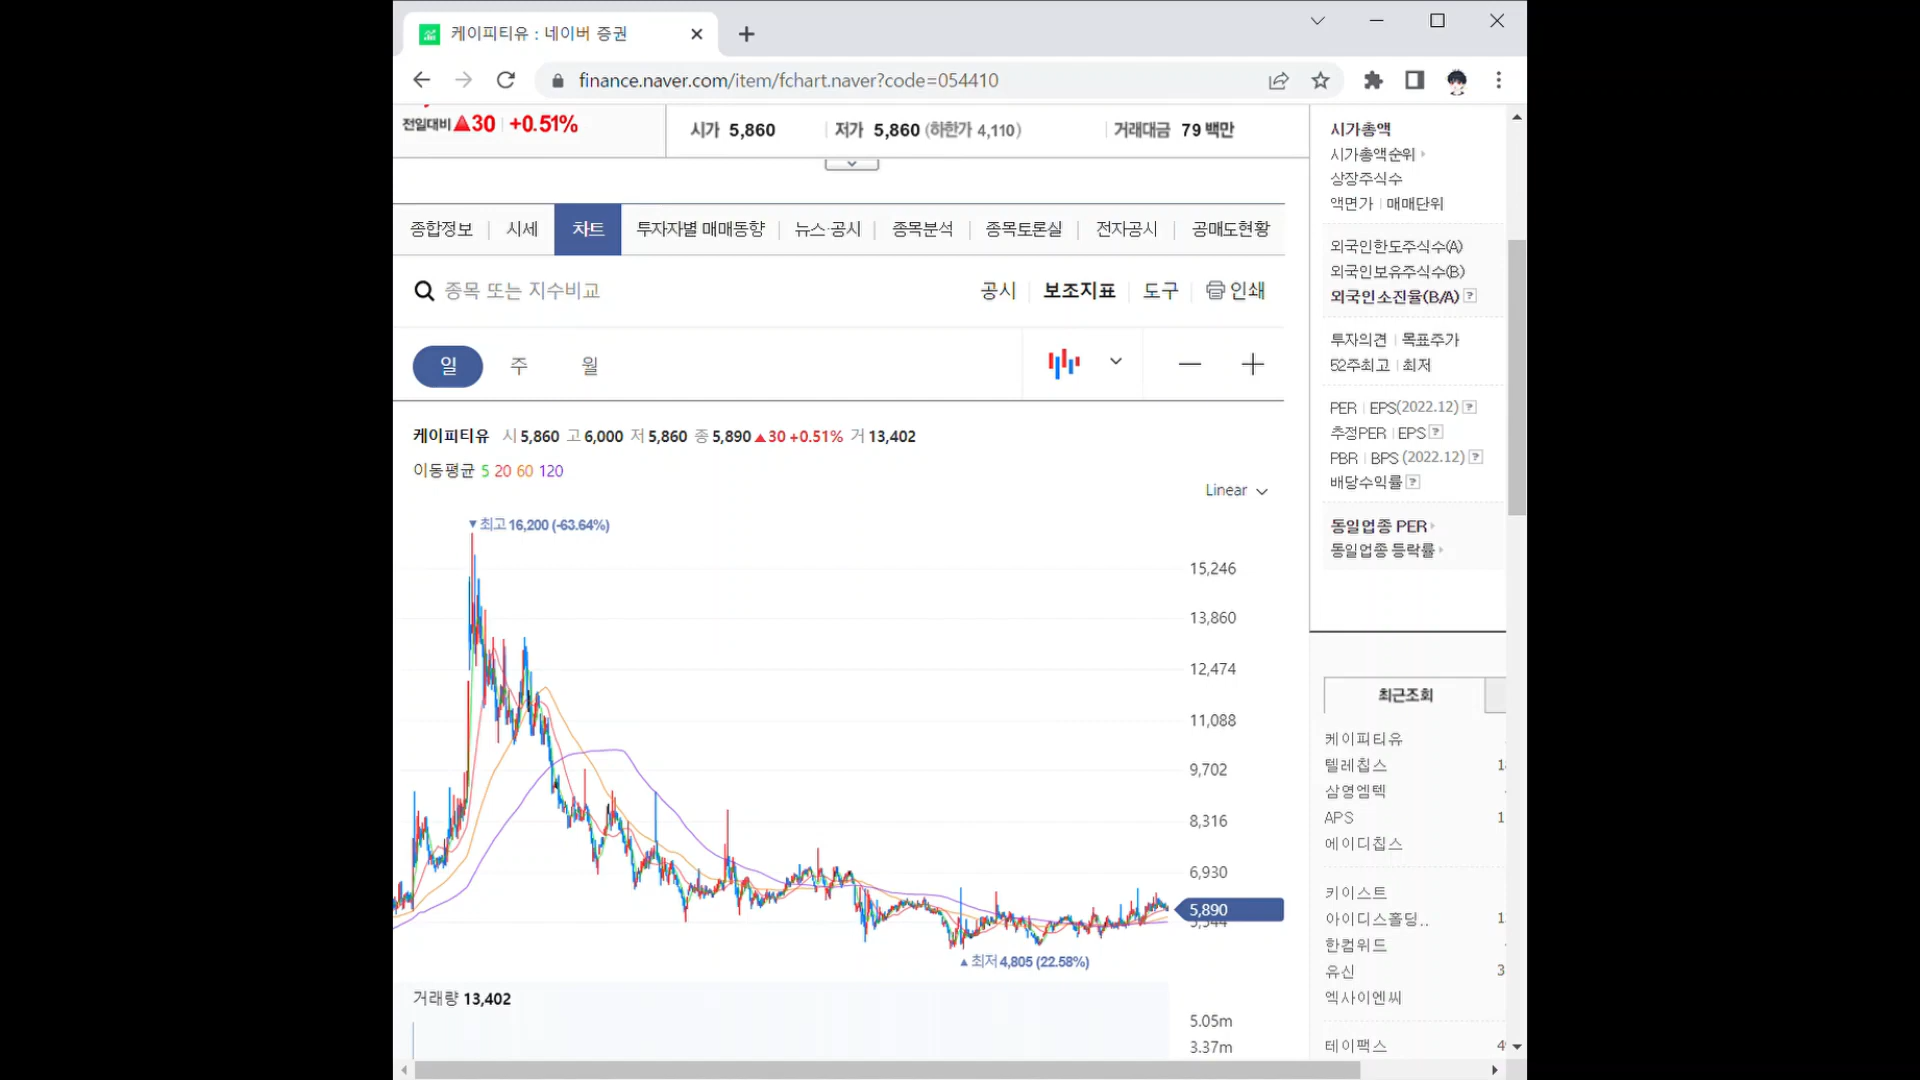 케이피티유 : 네이버 증권
finance.naver.com/item/fchart.naver?code=054410
전일대비 ▲30 +0.51%
시가 5,860 저가 5,860 (하한가 4,110) 거래대금 79 백만
종합정보 시세 차트 투자자별 매매동향 뉴스·공시 종목분석 종목토론실 전자공시 공매도현황
종목 또는 지수비교 공시 보조지표 도구 인쇄
일 주 월
케이피티유 시 5,860 고 6,000 저 5,860 종 5,890 ▲30 +0.51% 거 13,402
이동평균 5 20 60 120
Linear
▼최고 16,200 (-63.64%)
15,246
13,860
12,474
11,088
9,702
8,316
6,930
5,890
5,544
▲최저 4,805 (22.58%)
거래량 13,402
5.05m
3.37m
시가총액
시가총액순위
상장주식수
액면가 매매단위
외국인한도주식수(A)
외국인보유주식수(B)
외국인소진율(B/A) ?
투자의견 목표주가
52주최고 최저
PER EPS(2022.12) ?
추정PER EPS ?
PBR BPS (2022.12) ?
배당수익률 ?
동일업종 PER
동일업종 등락률
최근조회
케이피티유
텔레칩스
삼영엠텍
APS
에이디칩스
키이스트
아이디스홀딩..
한컴위드
유신
엑사이엔씨
테이팩스